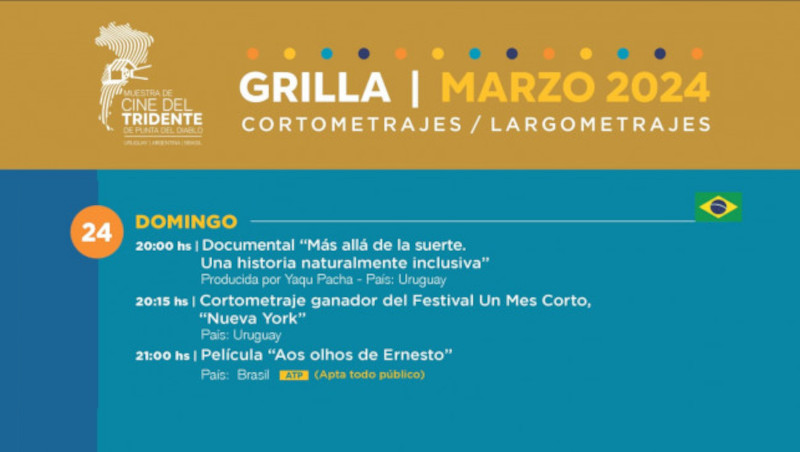 MUESTRA DE
CINE DEL
TRIDENTE
DE PUNTA DEL DIABLO
URUGUAY | ARGENTINA | BRASIL
GRILLA | MARZO 2024
CORTOMETRAJES / LARGOMETRAJES
24
DOMINGO
20:00 hs | Documental “Más allá de la suerte.
Una historia naturalmente inclusiva”
Producida por Yaqu Pacha - País: Uruguay
20:15 hs | Cortometraje ganador del Festival Un Mes Corto,
“Nueva York”
País: Uruguay
21:00 hs | Película “Aos olhos de Ernesto”
País: Brasil ATP (Apta todo público)